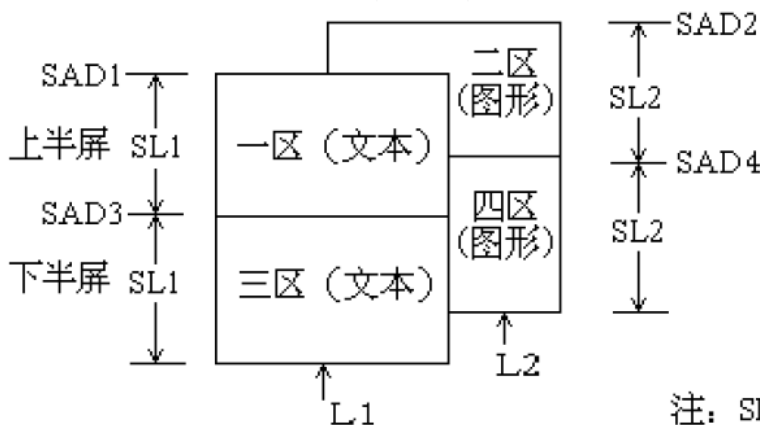 SAD2
二区
(图形)
SL2
SAD1
上半屏
SL1
一区（文本）
SAD4
SAD3
四区
(图形)
SL2
下半屏
SL1
三区（文本）
L2
L1
注：